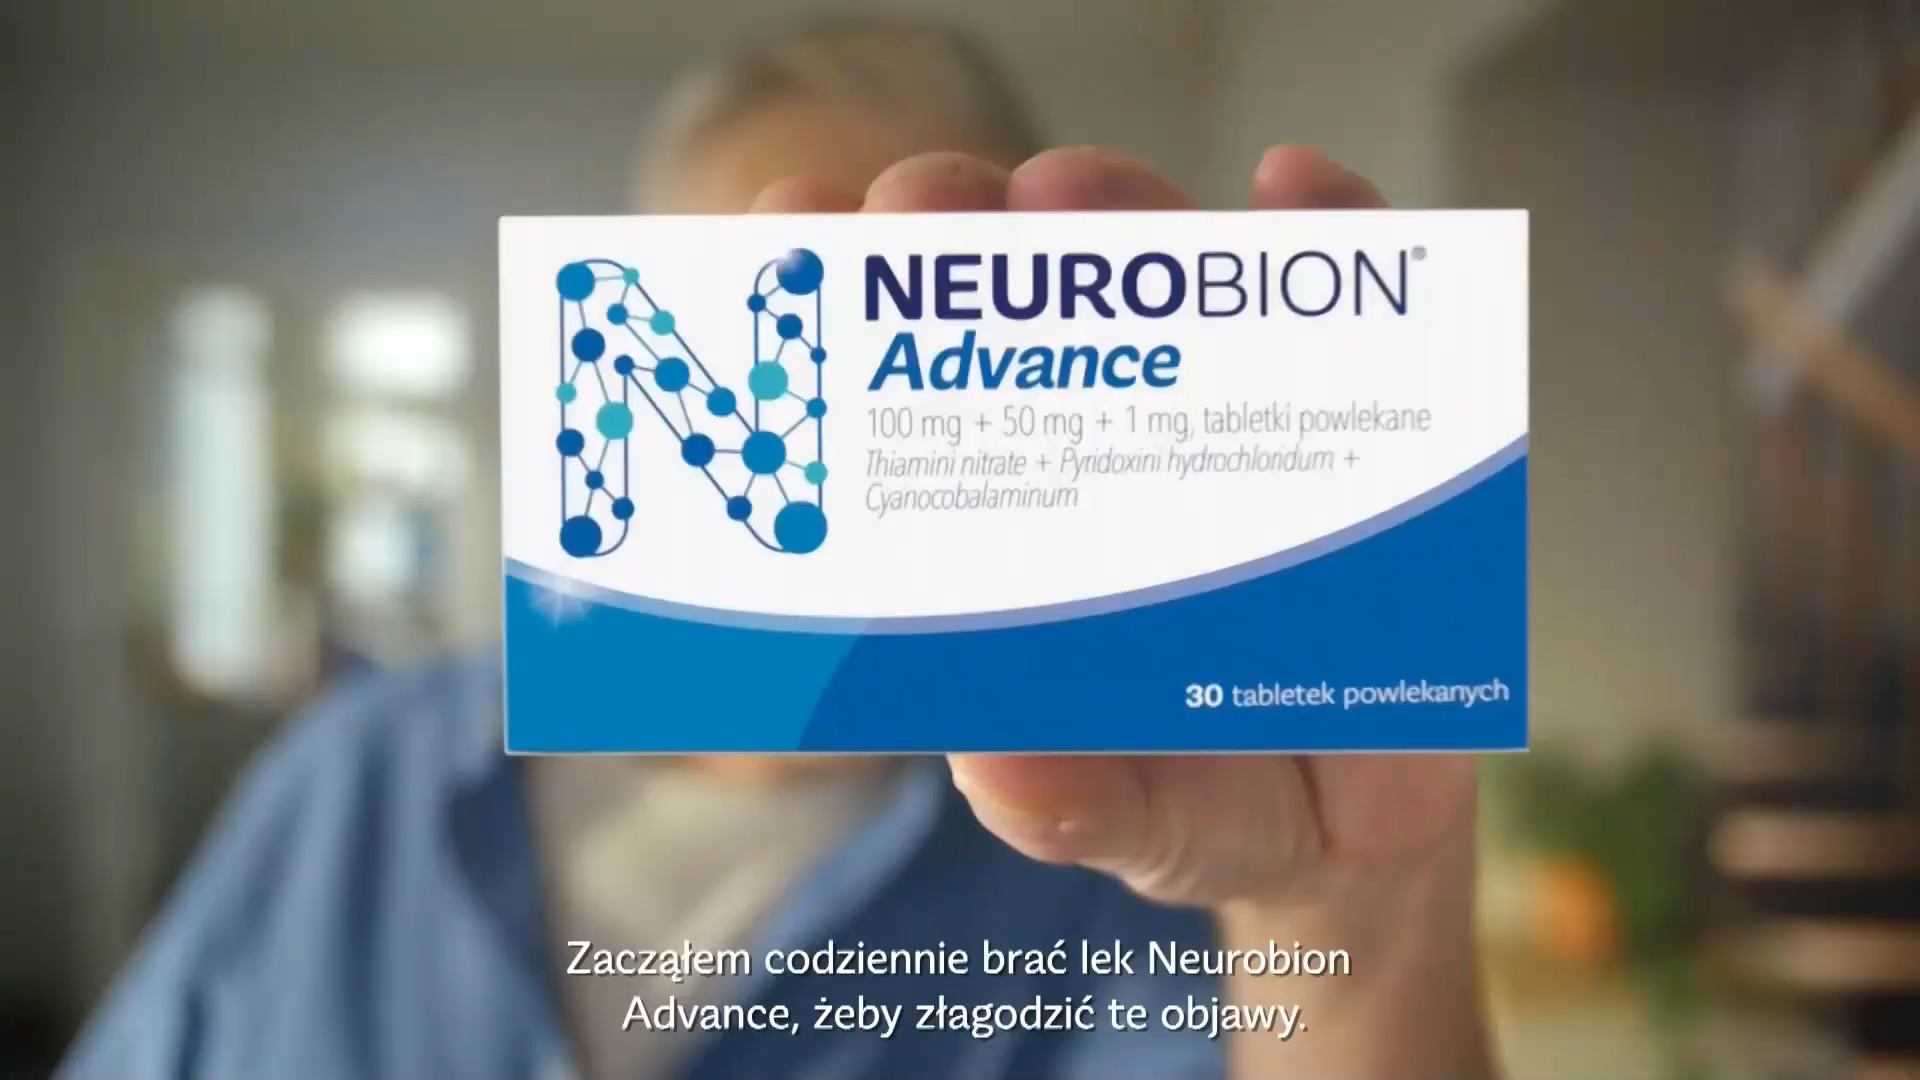 NEUROBION®
Advance
100 mg + 50 mg + 1 mg, tabletki powlekane
Thiamini nitrate + Pyridoxini hydrochloridum +
Cyanocobalaminum
30 tabletek powlekanych
Zacząłem codziennie brać lek Neurobion
Advance, żeby złagodzić te objawy.